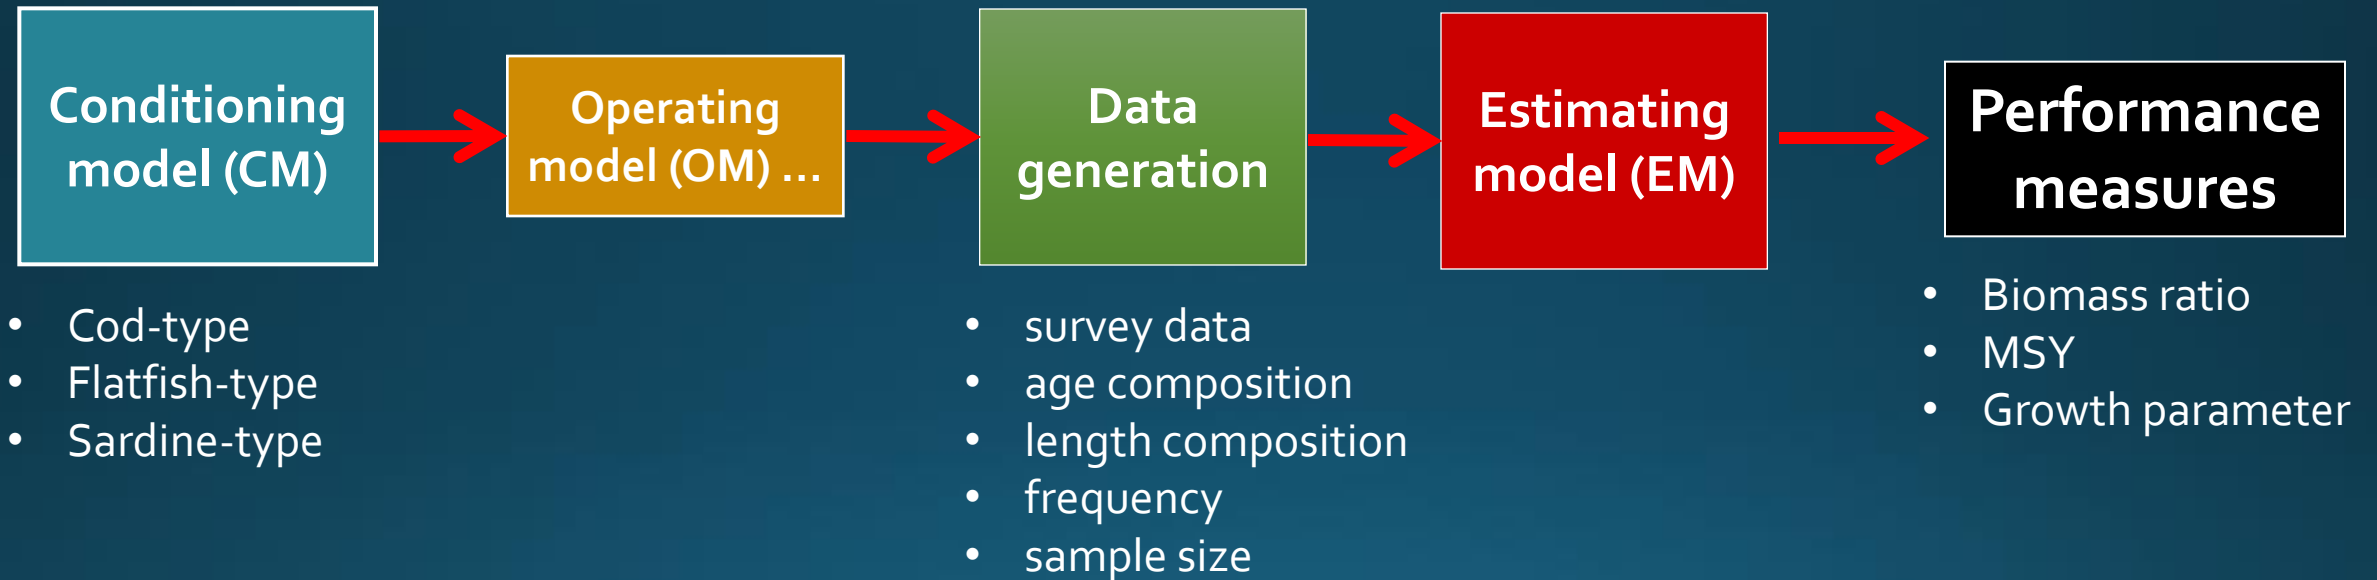 Conditioning
model (CM)
Operating
model (OM) ...
Data
generation
Estimating
model (EM)
Performance
measures
• Cod-type
• Flatfish-type
• Sardine-type
• survey data
• age composition
• length composition
• frequency
• sample size
• Biomass ratio
• MSY
• Growth parameter